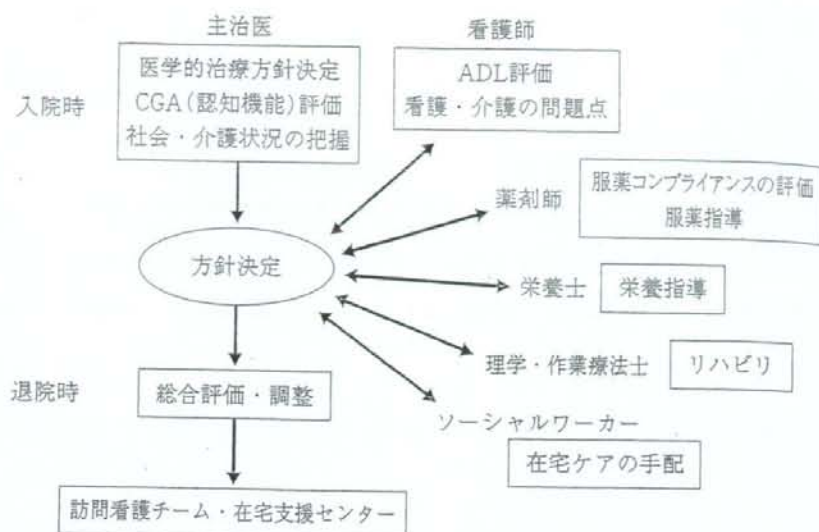 主治医
看護師
入院時
医学的治療方針決定
CGA(認知機能)評価
社会・介護状況の把握
ADL評価
看護・介護の問題点
薬剤師
服薬コンプライアンスの評価
服薬指導
方針決定
栄養士
栄養指導
理学・作業療法士
リハビリ
退院時
総合評価・調整
ソーシャルワーカー
在宅ケアの手配
訪問看護チーム・在宅支援センター